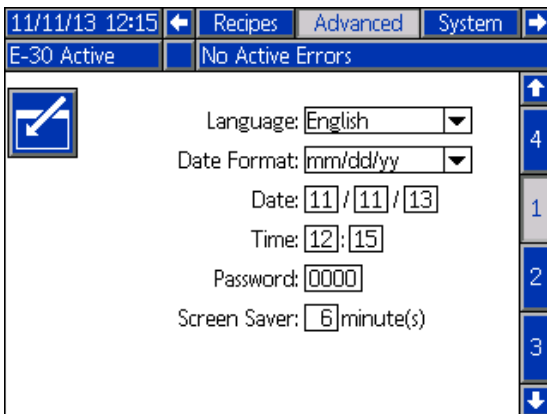 11/11/13 12:15 Recipes Advanced System
E-30 Active No Active Errors
Language: English
Date Format: mm/dd/yy
Date: 11 / 11 / 13
Time: 12 : 15
Password: 0000
Screen Saver: 6 minute(s)
4
1
2
3